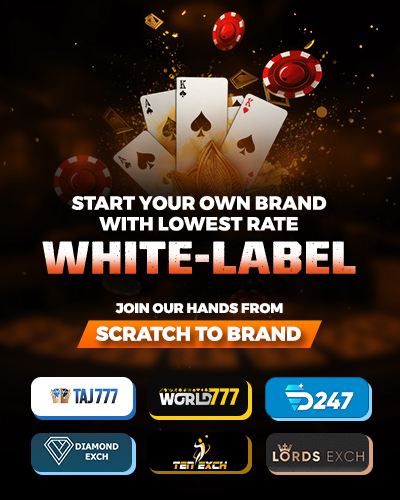 A
K
K
START YOUR OWN BRAND
WITH LOWEST RATE
WHITE-LABEL
JOIN OUR HANDS FROM
SCRATCH TO BRAND
TAJ777
WORLD777
D247
DIAMOND
EXCH
TEN EXCH
LORDS EXCH